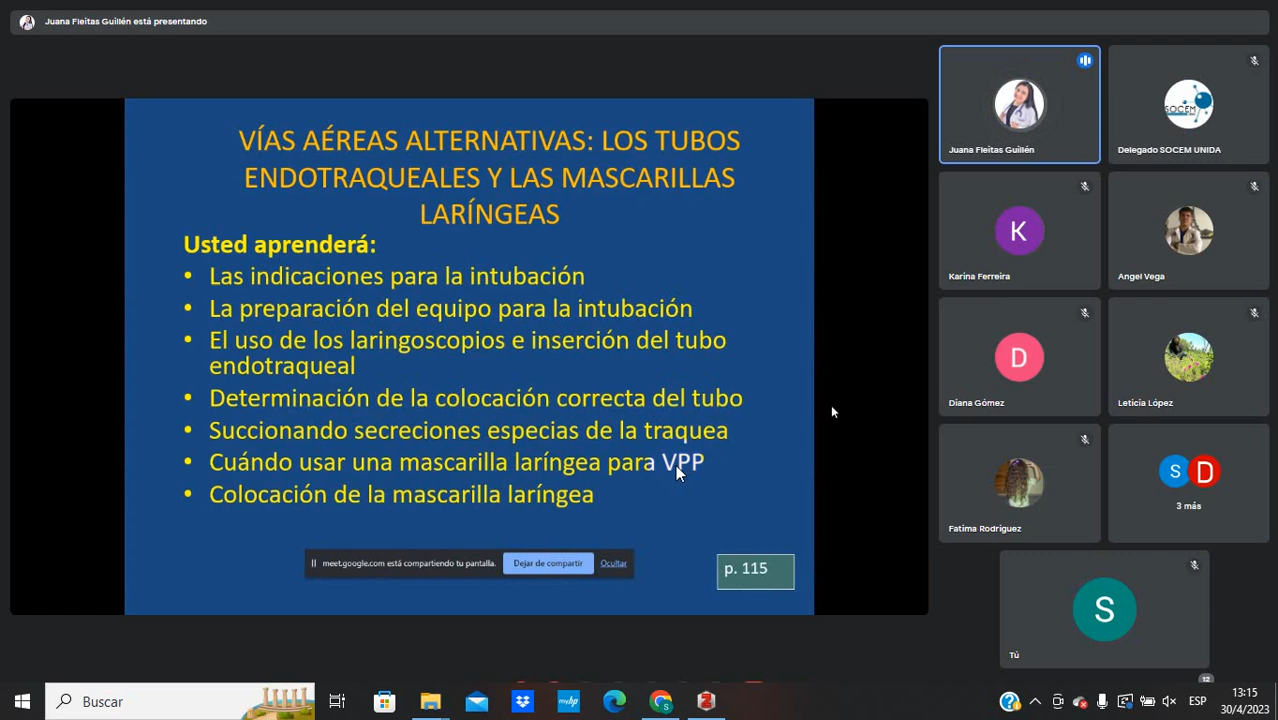 Juana Fleitas Guillén está presentando
VÍAS AÉREAS ALTERNATIVAS: LOS TUBOS
ENDOTRAQUEALES Y LAS MASCARILLAS
LARÍNGEAS
Usted aprenderá:
• Las indicaciones para la intubación
• La preparación del equipo para la intubación
• El uso de los laringoscopios e inserción del tubo
endotraqueal
• Determinación de la colocación correcta del tubo
• Succionando secreciones especias de la traquea
• Cuándo usar una mascarilla laríngea para VPP
• Colocación de la mascarilla laríngea
meet.google.com está compartiendo tu pantalla.
Dejar de compartir
Ocultar
p. 115
Juana Fleitas Guillén
SOCEM
Delegado SOCEM UNIDA
K
Karina Ferreira
Angel Vega
D
Diana Gómez
Leticia López
Fatima Rodriguez
S D
3 más
S
Tú
12
Buscar
hp
S
2
ESP
13:15
30/4/2023